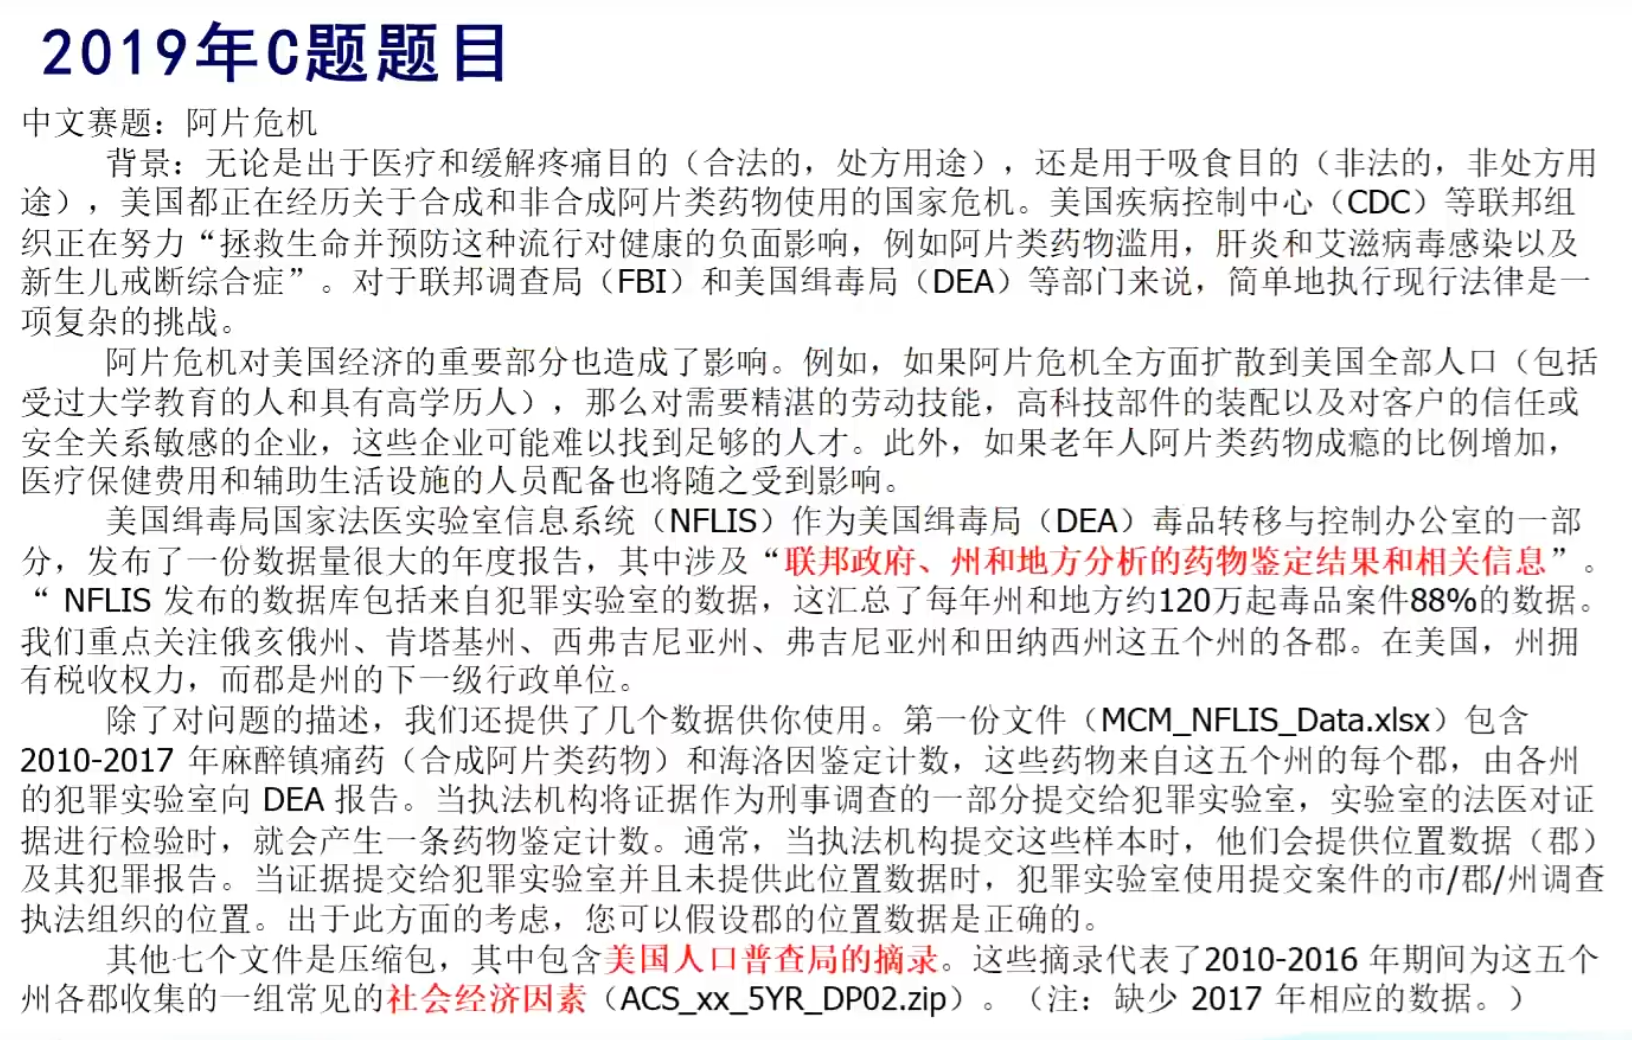 2019年C题题目
中文赛题：阿片危机
背景：无论是出于医疗和缓解疼痛目的（合法的，处方用途），还是用于吸食目的（非法的，非处方用
途），美国都正在经历关于合成和非合成阿片类药物使用的国家危机。美国疾病控制中心（CDC）等联邦组
织正在努力“拯救生命并预防这种流行对健康的负面影响，例如阿片类药物滥用，肝炎和艾滋病毒感染以及
新生儿戒断综合症”。对于联邦调查局（FBI）和美国缉毒局（DEA）等部门来说，简单地执行现行法律是一
项复杂的挑战。
阿片危机对美国经济的重要部分也造成了影响。例如，如果阿片危机全方面扩散到美国全部人口（包括
受过大学教育的人和具有高学历人），那么对需要精湛的劳动技能，高科技部件的装配以及对客户的信任或
安全关系敏感的企业，这些企业可能难以找到足够的人才。此外，如果老年人阿片类药物成瘾的比例增加，
医疗保健费用和辅助生活设施的人员配备也将随之受到影响。
美国缉毒局国家法医实验室信息系统（NFLIS）作为美国缉毒局（DEA）毒品转移与控制办公室的一部
分，发布了一份数据量很大的年度报告，其中涉及“联邦政府、州和地方分析的药物鉴定结果和相关信息”。
“ NFLIS 发布的数据库包括来自犯罪实验室的数据，这汇总了每年州和地方约120万起毒品案件88%的数据。
我们重点关注俄亥俄州、肯塔基州、西弗吉尼亚州、弗吉尼亚州和田纳西州这五个州的各郡。在美国，州拥
有税收权力，而郡是州的下一级行政单位。
除了对问题的描述，我们还提供了几个数据供你使用。第一份文件（MCM_NFLIS_Data.xlsx）包含
2010-2017 年麻醉镇痛药（合成阿片类药物）和海洛因鉴定计数，这些药物来自这五个州的每个郡，由各州
的犯罪实验室向 DEA 报告。当执法机构将证据作为刑事调查的一部分提交给犯罪实验室，实验室的法医对证
据进行检验时，就会产生一条药物鉴定计数。通常，当执法机构提交这些样本时，他们会提供位置数据（郡）
及其犯罪报告。当证据提交给犯罪实验室并且未提供此位置数据时，犯罪实验室使用提交案件的市/郡/州调查
执法组织的位置。出于此方面的考虑，您可以假设郡的位置数据是正确的。
其他七个文件是压缩包，其中包含美国人口普查局的摘录。这些摘录代表了2010-2016 年期间为这五个
州各郡收集的一组常见的社会经济因素（ACS_xx_5YR_DP02.zip）。（注：缺少 2017 年相应的数据。）